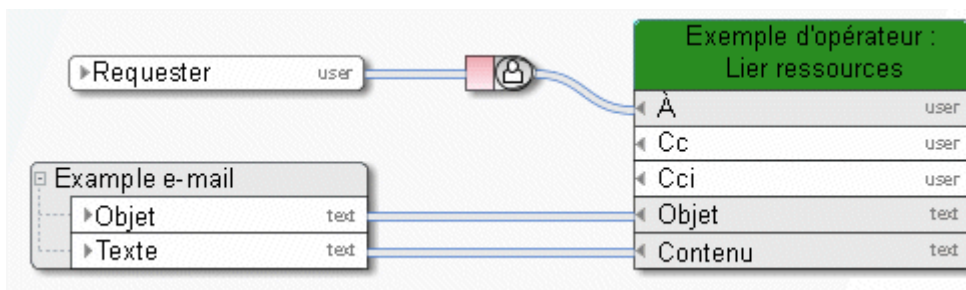 Exemple d'opérateur :
Lier ressources
Requester user
À user
Cc user
Cci user
Example e-mail
Objet text
Objet text
Texte text
Contenu text